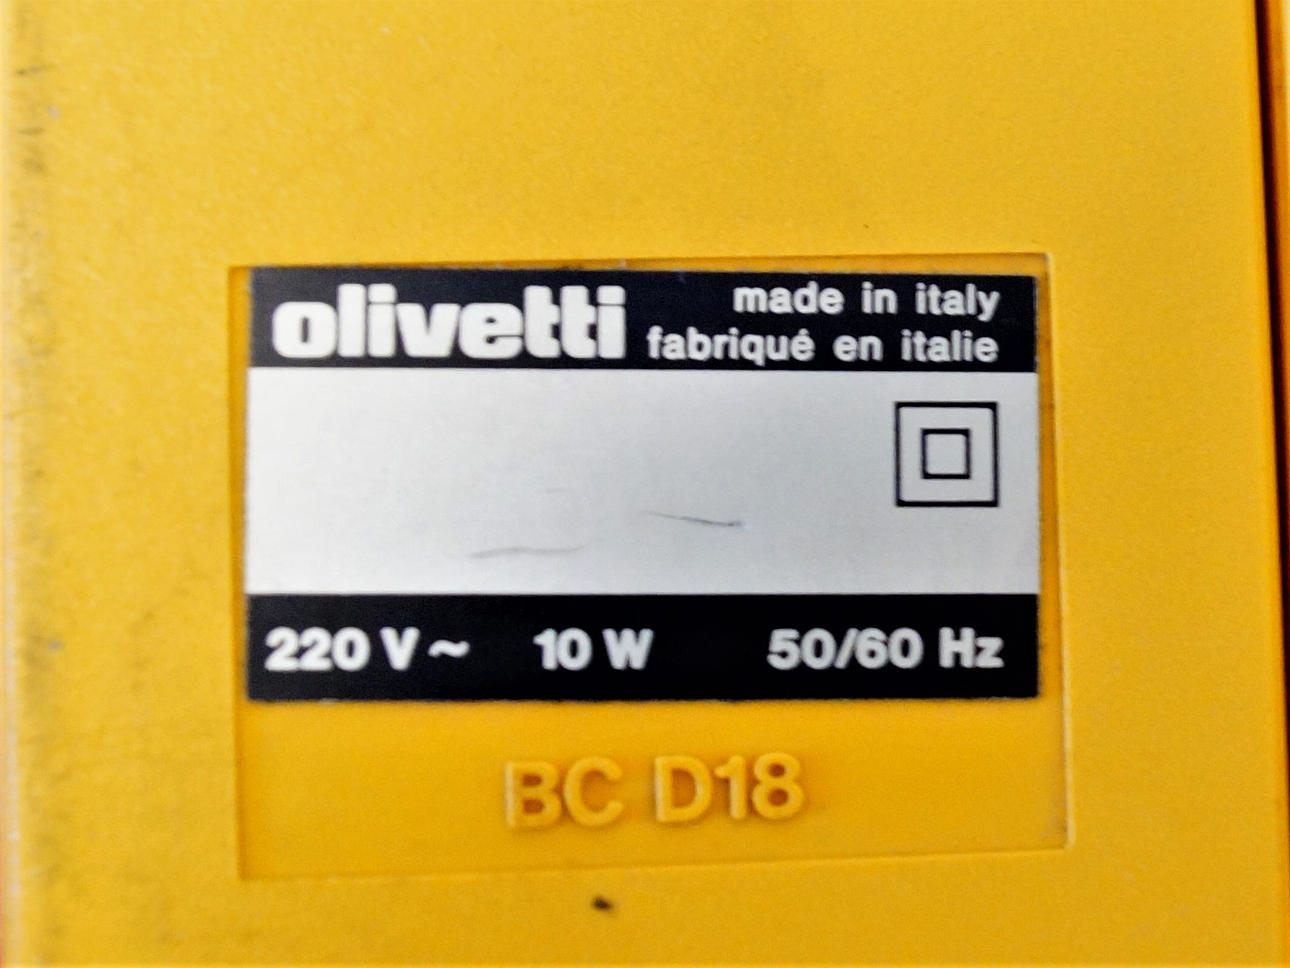 olivetti made in italy
fabriqué en italie
220 V ~ 10 W 50/60 Hz
BC D18